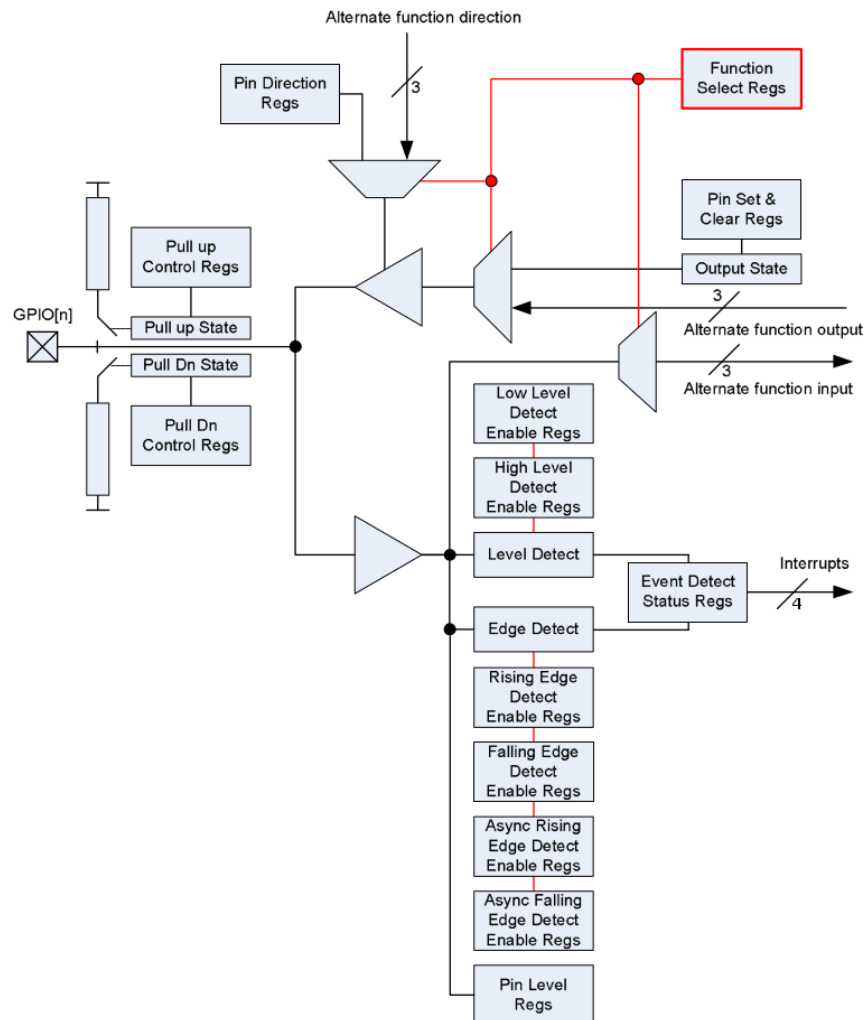 Alternate function direction
3
Pin Direction
Regs
Function
Select Regs
Pin Set &
Clear Regs
Output State
3
Alternate function output
3
Alternate function input
Pull up
Control Regs
GPIO[n]
Pull up State
Pull Dn State
Pull Dn
Control Regs
Low Level
Detect
Enable Regs
High Level
Detect
Enable Regs
Level Detect
Event Detect
Status Regs
Interrupts
4
Edge Detect
Rising Edge
Detect
Enable Regs
Falling Edge
Detect
Enable Regs
Async Rising
Edge Detect
Enable Regs
Async Falling
Edge Detect
Enable Regs
Pin Level
Regs